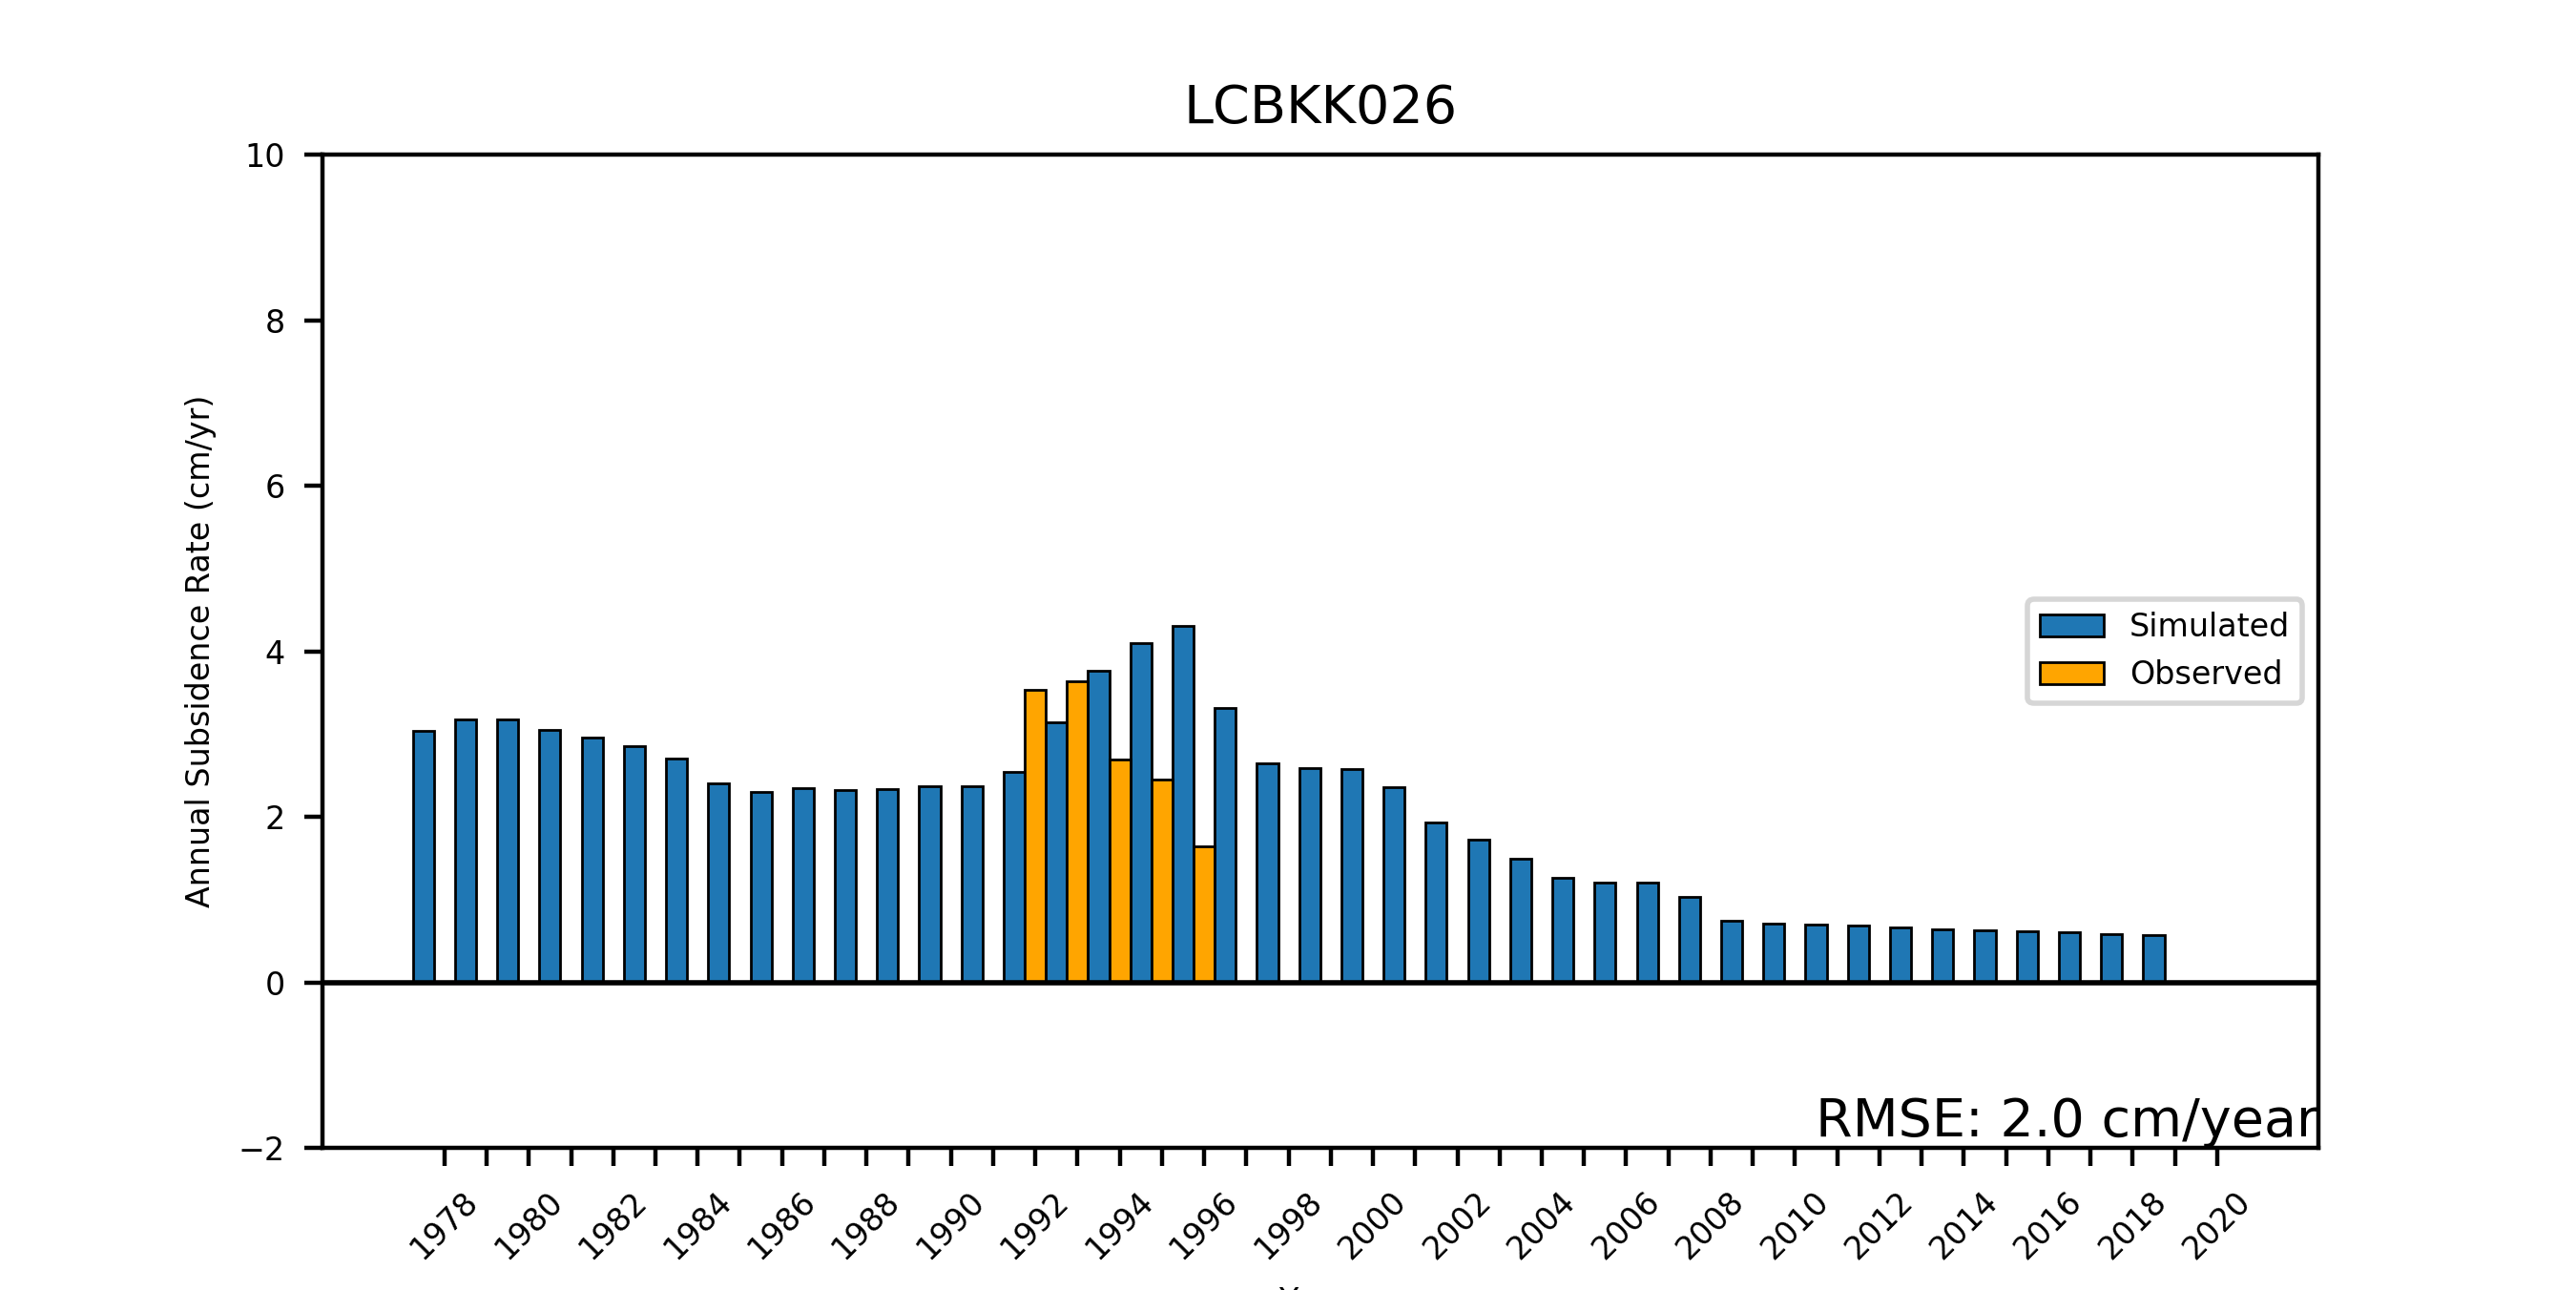 LCBKK026
10
8
6
4
2
0
−2
Annual Subsidence Rate (cm/yr)
Simulated
Observed
RMSE: 2.0 cm/year
1978 1980 1982 1984 1986 1988 1990 1992 1994 1996 1998 2000 2002 2004 2006 2008 2010 2012 2014 2016 2018 2020